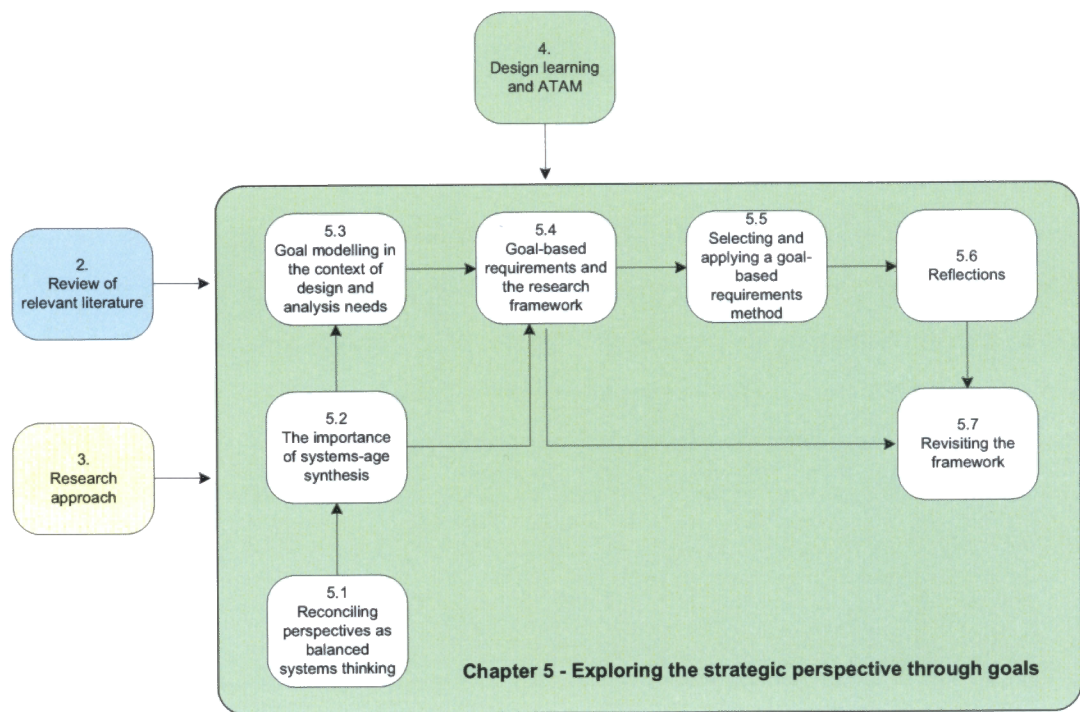 4.
Design learning
and ATAM
2.
Review of
relevant literature
3.
Research
approach
5.3
Goal modelling in
the context of
design and
analysis needs
5.4
Goal-based
requirements and
the research
framework
5.5
Selecting and
applying a goal-
based
requirements
method
5.6
Reflections
5.2
The importance
of systems-age
synthesis
5.7
Revisiting the
framework
5.1
Reconciling
perspectives as
balanced
systems thinking
Chapter 5 - Exploring the strategic perspective through goals